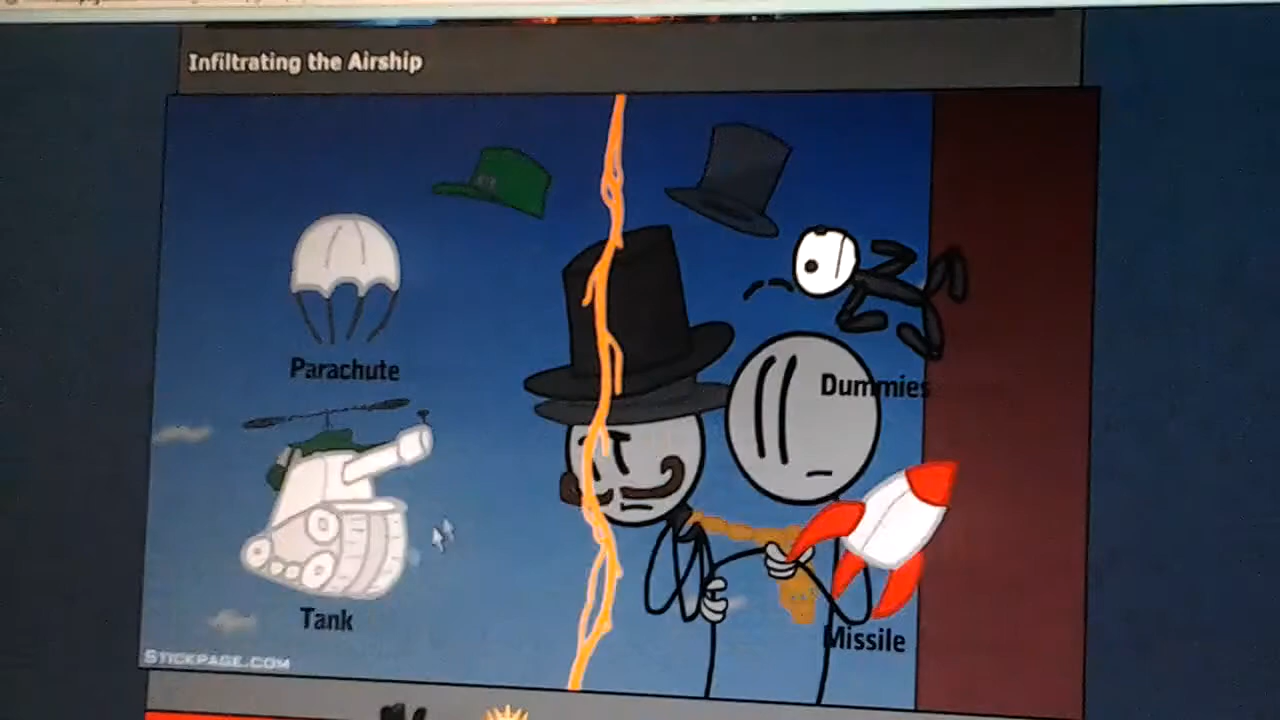 Infiltrating the Airship
Parachute
Dummies
Tank
Missile
STICKPAGE.COM